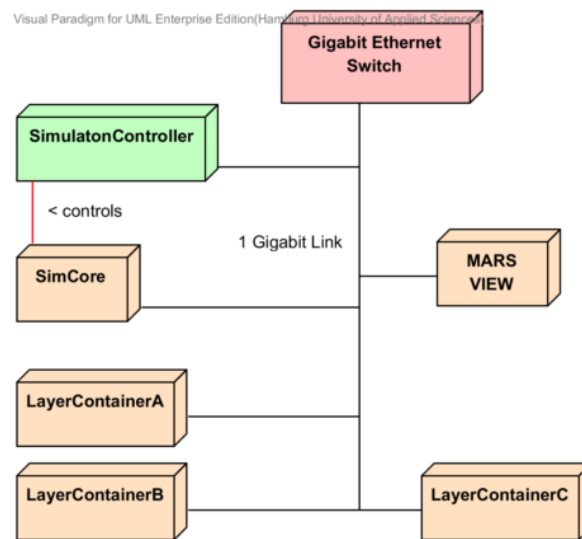 Visual Paradigm for UML Enterprise Edition(Hamburg University of Applied Sciences)
Gigabit Ethernet
Switch
SimulatonController
< controls
1 Gigabit Link
SimCore
MARS
VIEW
LayerContainerA
LayerContainerB
LayerContainerC